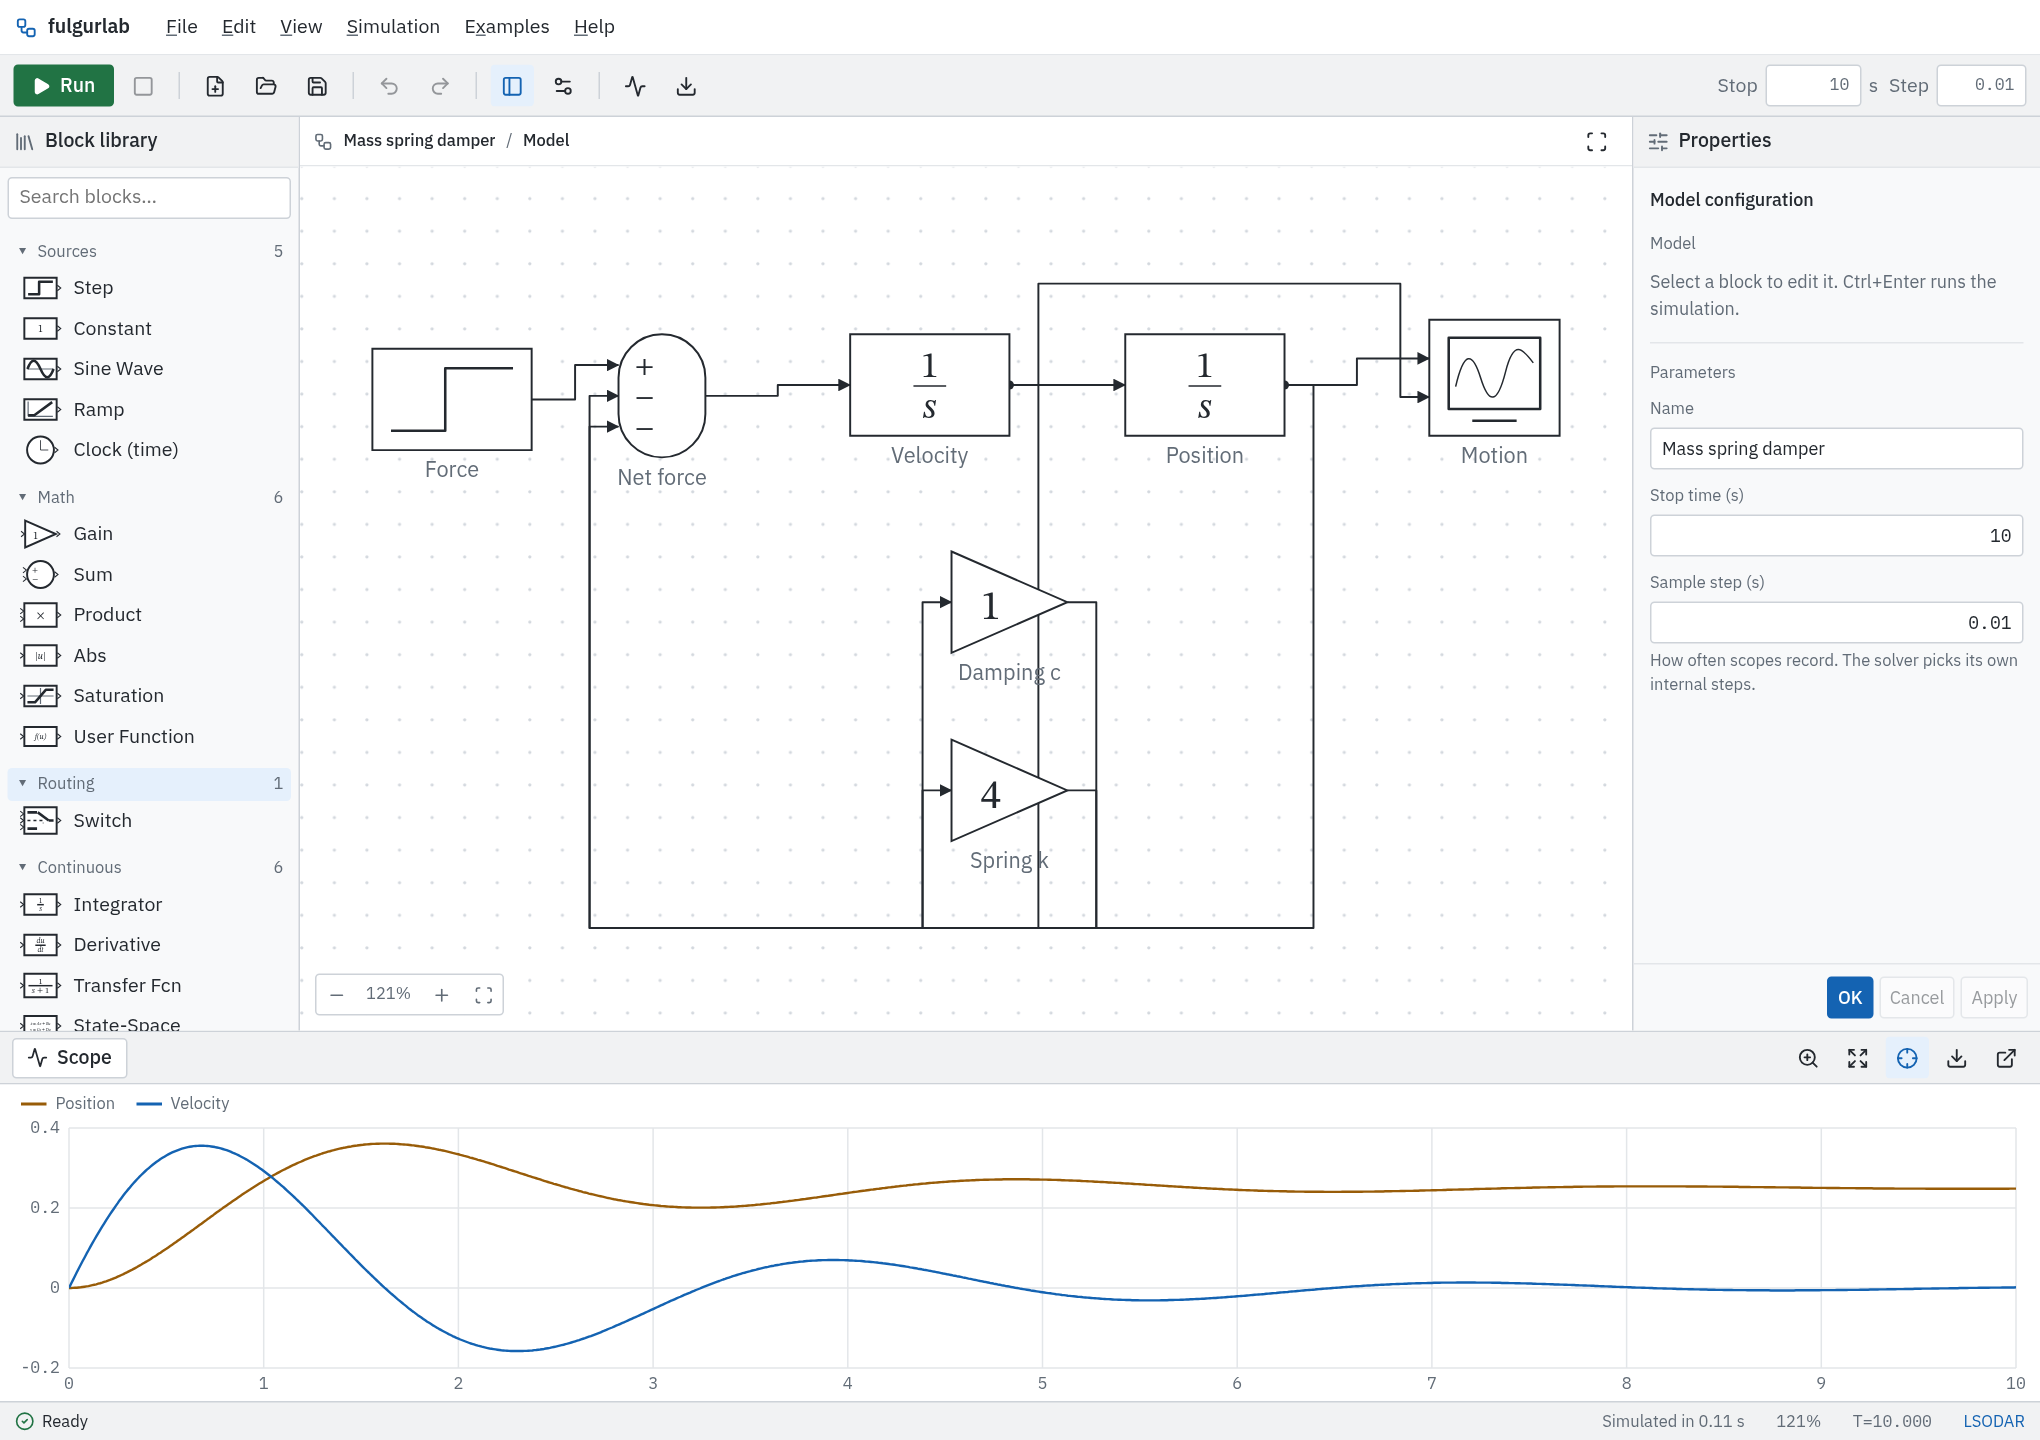 fulgurlab File Edit View Simulation Examples Help
Run Stop 10 s Step 0.01
Block library
Search blocks...
Sources 5
Step
1 Constant
Sine Wave
Ramp
Clock (time)
Math 6
1 Gain
+ − Sum
× Product
|u| Abs
Saturation
f(u) User Function
Routing 1
Switch
Continuous 6
1/s Integrator
du/dt Derivative
1/s+1 Transfer Fcn
State-Space
Mass spring damper / Model
Force
+
−
−
Net force
1
s
Velocity
1
s
Position
Motion
1
Damping c
4
Spring k
− 121% +
Properties
Model configuration
Model
Select a block to edit it. Ctrl+Enter runs the
simulation.
Parameters
Name
Mass spring damper
Stop time (s)
10
Sample step (s)
0.01
How often scopes record. The solver picks its own
internal steps.
OK Cancel Apply
Scope
Position Velocity
0.4
0.2
0
-0.2
0 1 2 3 4 5 6 7 8 9 10
Ready Simulated in 0.11 s 121% T=10.000 LSODAR